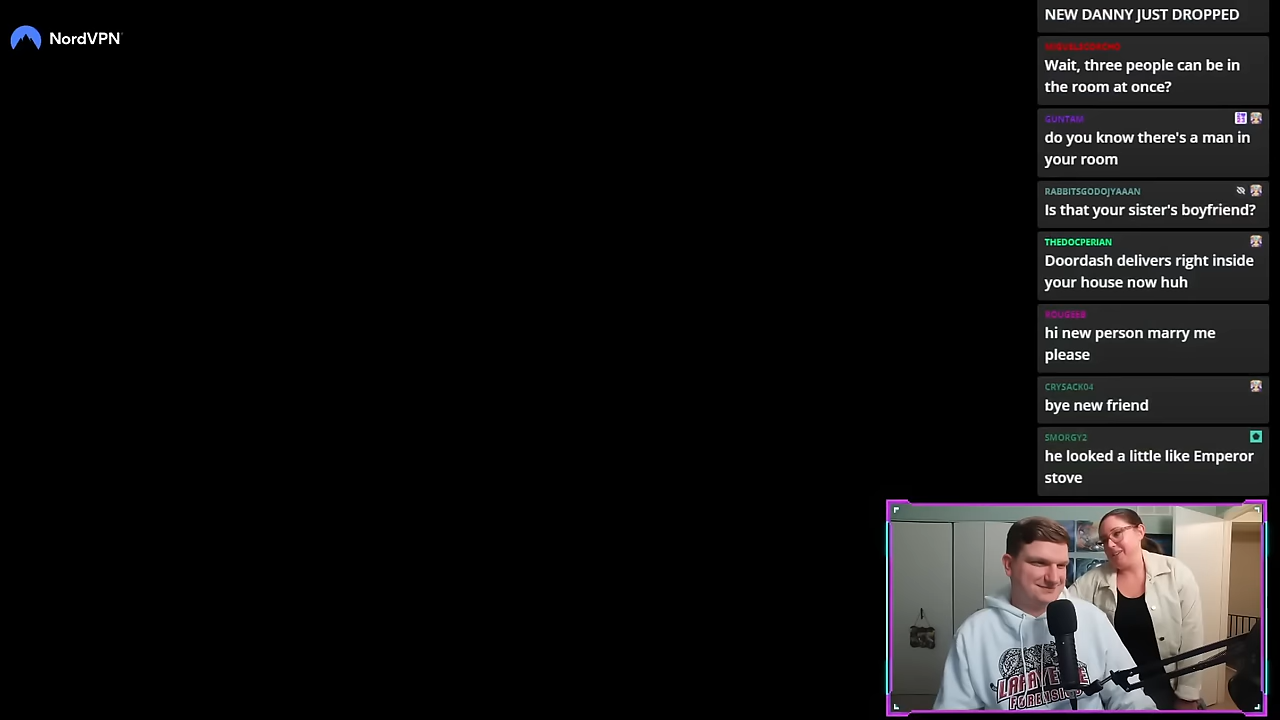 NordVPN
NEW DANNY JUST DROPPED
Wait, three people can be in
the room at once?
GUNTAM
do you know there's a man in
your room
RABBITSGODOJYAAAN
Is that your sister's boyfriend?
THEDOCPERIAN
Doordash delivers right inside
your house now huh
hi new person marry me
please
CRYSACK04
bye new friend
SMORGY2
he looked a little like Emperor
stove
LAFAYETTE
FORENSICS